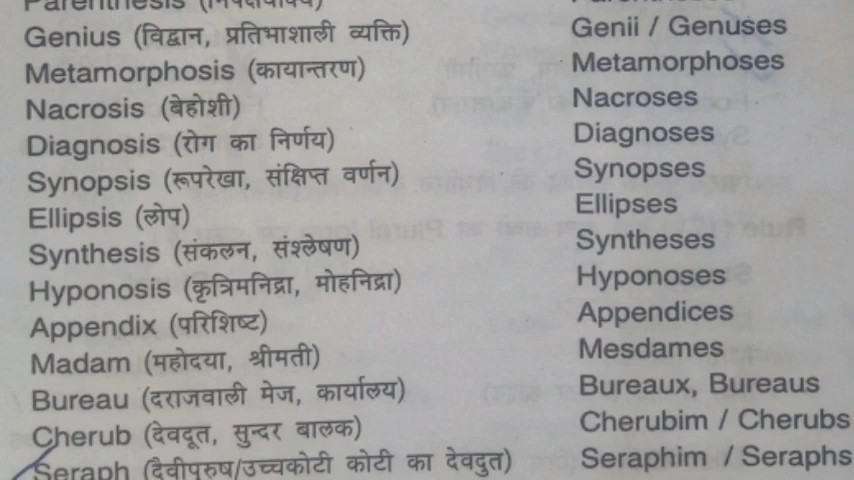 Genius (विद्वान, प्रतिभाशाली व्यक्ति) Genii / Genuses
Metamorphosis (कायान्तरण) Metamorphoses
Nacrosis (बेहोशी) Nacroses
Diagnosis (रोग का निर्णय) Diagnoses
Synopsis (रूपरेखा, संक्षिप्त वर्णन) Synopses
Ellipsis (लोप) Ellipses
Synthesis (संकलन, संश्लेषण) Syntheses
Hyponosis (कृत्रिमनिद्रा, मोहनिद्रा) Hyponoses
Appendix (परिशिष्ट) Appendices
Madam (महोदया, श्रीमती) Mesdames
Bureau (दराजवाली मेज, कार्यालय) Bureaux, Bureaus
Cherub (देवदूत, सुन्दर बालक) Cherubim / Cherubs
Seraph (दैवीपुरुष/उच्चकोटी कोटी का देवदुत) Seraphim / Seraphs